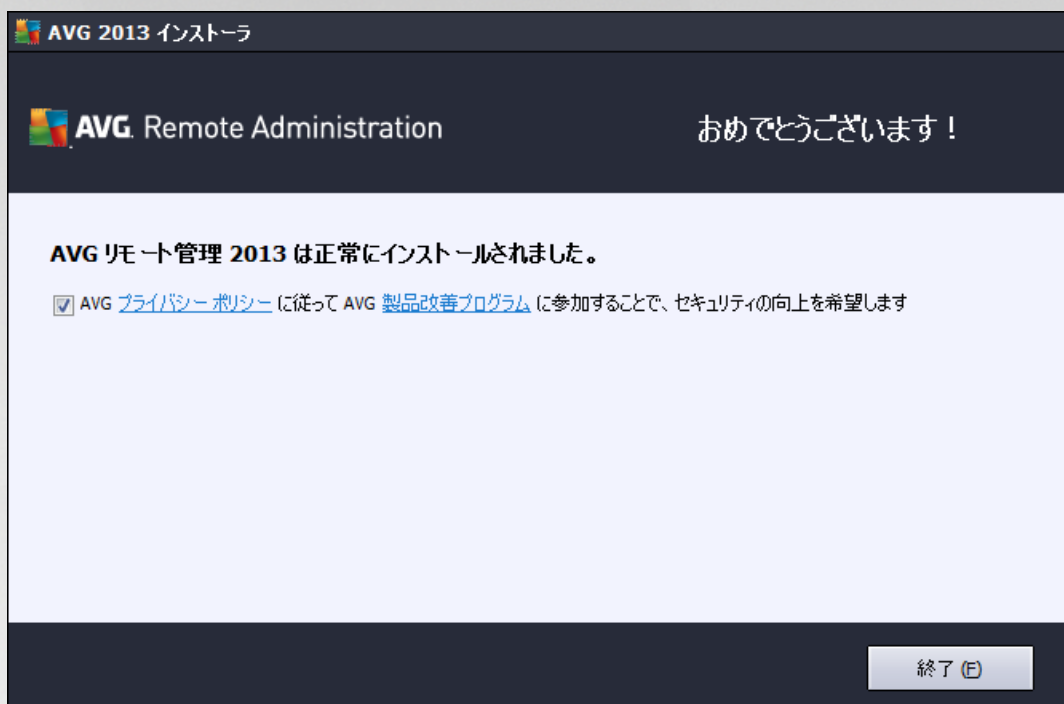 AVG 2013 インストーラ
AVG. Remote Administration
おめでとうございます！
AVG リモート管理 2013 は正常にインストールされました。
AVG プライバシー ポリシー に従って AVG 製品改善プログラム に参加することで、セキュリティの向上を希望します
終了 (F)